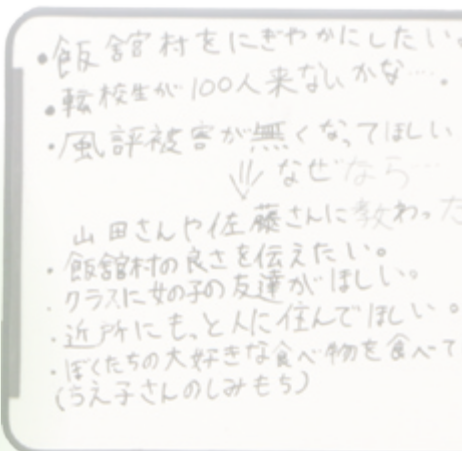 ・飯舘村をにぎやかにしたい。
・転校生が100人来ないかな…。
・風評被害が無くなってほしい
⇓なぜなら…
山田さんや佐藤さんに教わった
・飯舘村の良さを伝えたい。
・クラスに女の子の友達がほしい。
・近所にもっと人に住んでほしい。
・ぼくたちの大好きな食べ物を食べて
(うえ子さんのしみもち)